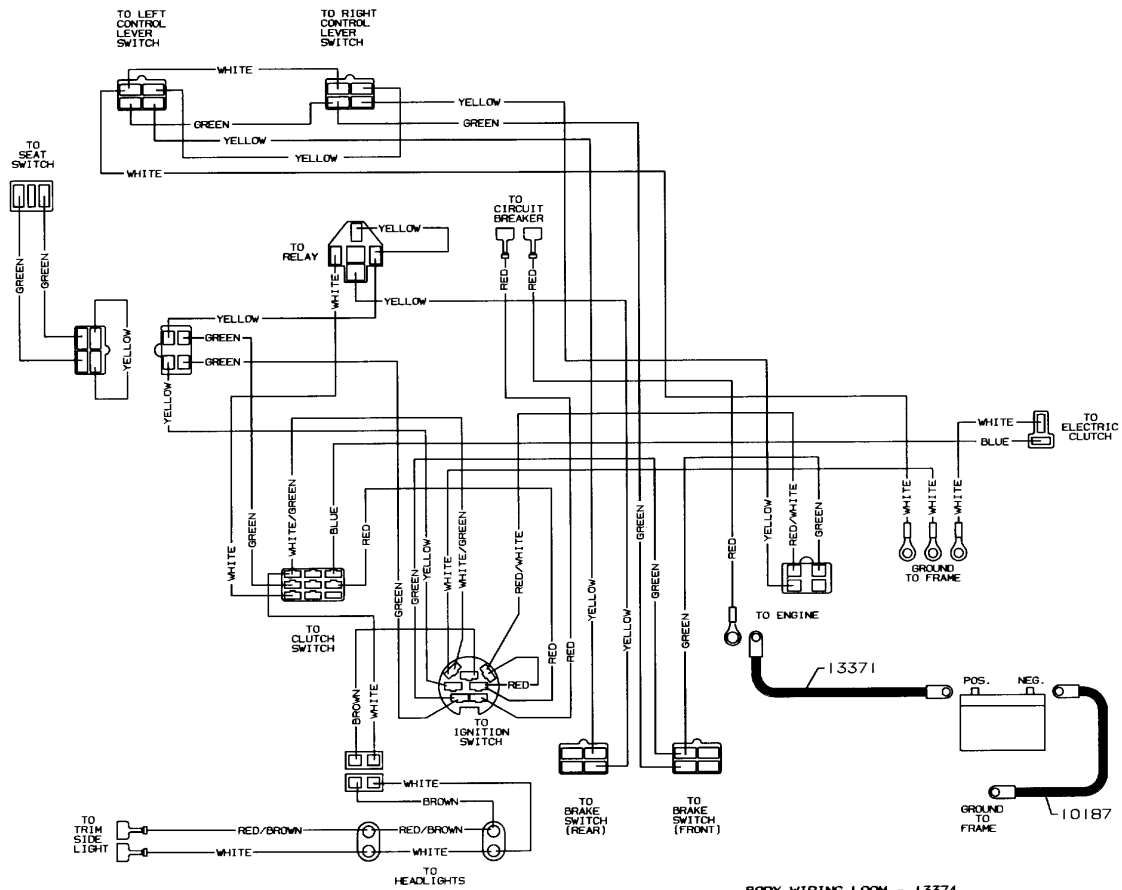 TO LEFT
CONTROL
LEVER
SWITCH
TO RIGHT
CONTROL
LEVER
SWITCH
WHITE
YELLOW
GREEN
GREEN
YELLOW
YELLOW
WHITE
TO
SEAT
SWITCH
TO
CIRCUIT
BREAKER
YELLOW
TO
RELAY
GREEN
GREEN
WHITE
RED
RED
YELLOW
YELLOW
GREEN
GREEN
YELLOW
YELLOW
WHITE
BLUE
TO
ELECTRIC
CLUTCH
WHITE/GREEN
BLUE
RED
GREEN
WHITE
YELLOW
WHITE
WHITE/GREEN
RED/WHITE
GREEN
GREEN
RED
RED
YELLOW
YELLOW
GREEN
RED
YELLOW
RED/WHITE
GREEN
WHITE
WHITE
WHITE
GROUND
TO FRAME
TO
CLUTCH
SWITCH
TO ENGINE
BROWN
WHITE
RED
TO
IGNITION
SWITCH
13371
POS.
NEG.
WHITE
BROWN
TO
TRIM
SIDE
LIGHT
RED/BROWN
RED/BROWN
WHITE
WHITE
TO
HEADLIGHTS
TO
BRAKE
SWITCH
(REAR)
TO
BRAKE
SWITCH
(FRONT)
GROUND
TO
FRAME
10187
BODY WIRING LOOM - 13374